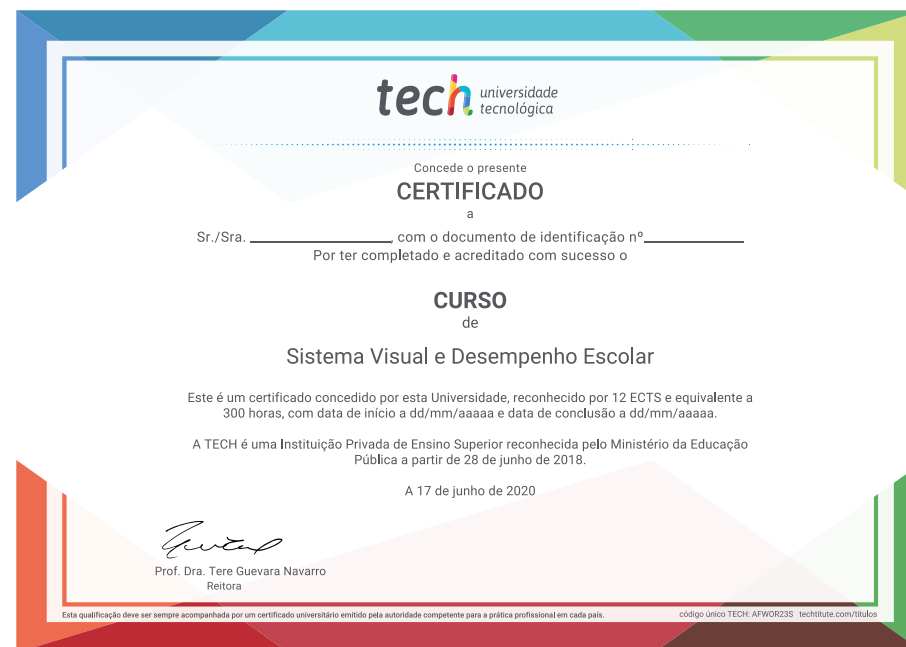 tech universidade
tecnológica
Concede o presente
CERTIFICADO
a
Sr./Sra. ____________________, com o documento de identificação nº______________
Por ter completado e acreditado com sucesso o
CURSO
de
Sistema Visual e Desempenho Escolar
Este é um certificado concedido por esta Universidade, reconhecido por 12 ECTS e equivalente a
300 horas, com data de início a dd/mm/aaaaa e data de conclusão a dd/mm/aaaaa.
A TECH é uma Instituição Privada de Ensino Superior reconhecida pelo Ministério da Educação
Pública a partir de 28 de junho de 2018.
A 17 de junho de 2020
Prof. Dra. Tere Guevara Navarro
Reitora
Esta qualificação deve ser sempre acompanhada por um certificado universitário emitido pela autoridade competente para a prática profissional em cada país.
código único TECH: AFWOR23S techtitute.com/titulos